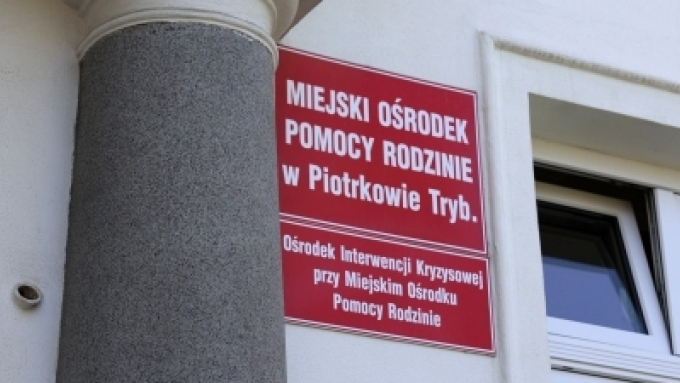 MIEJSKI OŚRODEK
POMOCY RODZINIE
w Piotrkowie Tryb.
Ośrodek Interwencji Kryzysowej
przy Miejskim Ośrodku
Pomocy Rodzinie